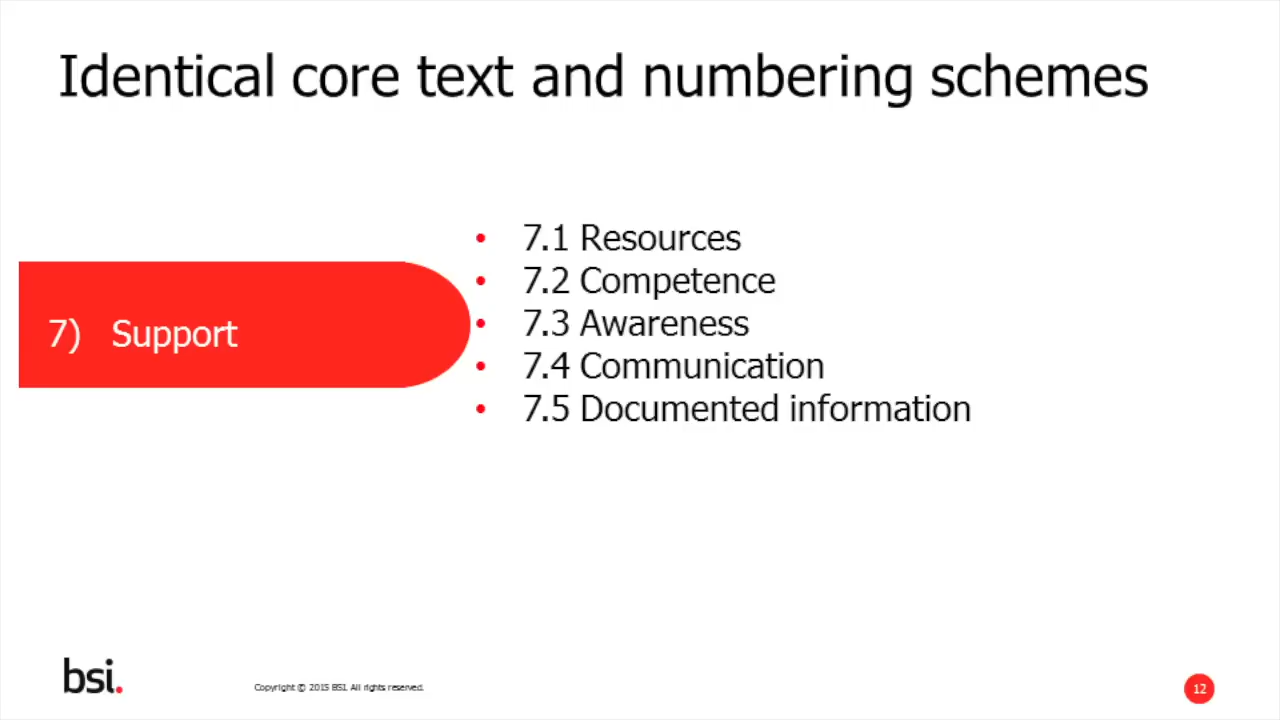 Identical core text and numbering schemes
7) Support
• 7.1 Resources
• 7.2 Competence
• 7.3 Awareness
• 7.4 Communication
• 7.5 Documented information
bsi.
Copyright © 2015 BSI. All rights reserved.
12